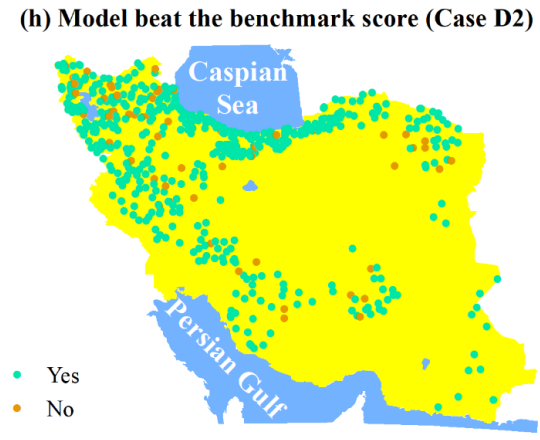 (h) Model beat the benchmark score (Case D2)
Caspian
Sea
Persian Gulf
Yes
No